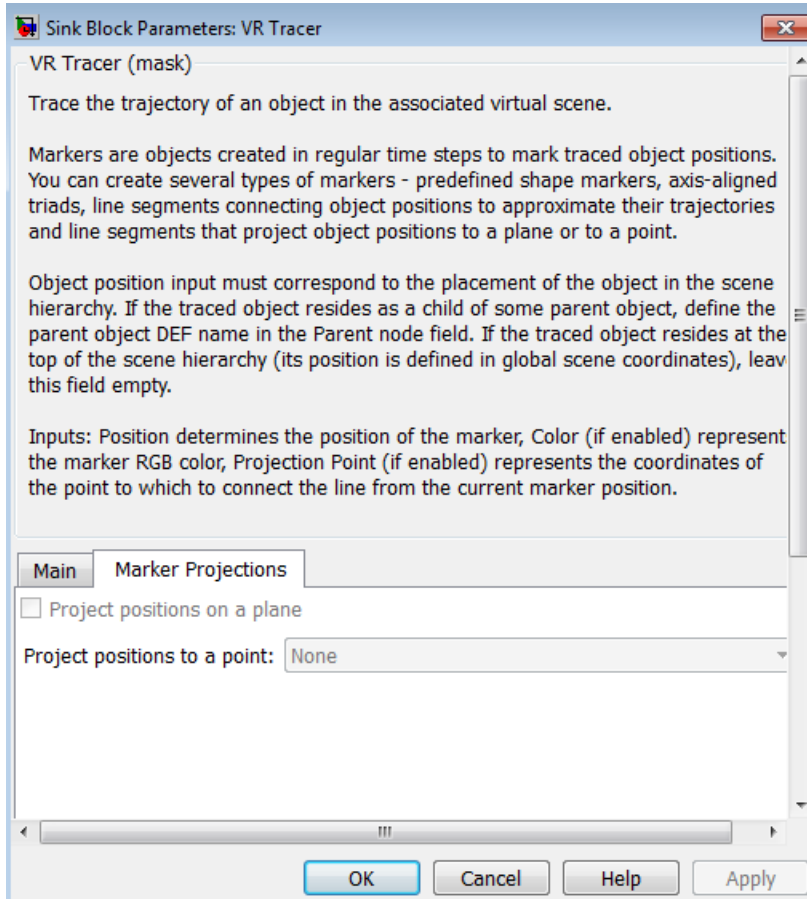 Sink Block Parameters: VR Tracer
VR Tracer (mask)
Trace the trajectory of an object in the associated virtual scene.
Markers are objects created in regular time steps to mark traced object positions.
You can create several types of markers - predefined shape markers, axis-aligned
triads, line segments connecting object positions to approximate their trajectories
and line segments that project object positions to a plane or to a point.
Object position input must correspond to the placement of the object in the scene
hierarchy. If the traced object resides as a child of some parent object, define the
parent object DEF name in the Parent node field. If the traced object resides at the
top of the scene hierarchy (its position is defined in global scene coordinates), leav
this field empty.
Inputs: Position determines the position of the marker, Color (if enabled) represent
the marker RGB color, Projection Point (if enabled) represents the coordinates of
the point to which to connect the line from the current marker position.
Main Marker Projections
Project positions on a plane
Project positions to a point: None
OK Cancel Help Apply